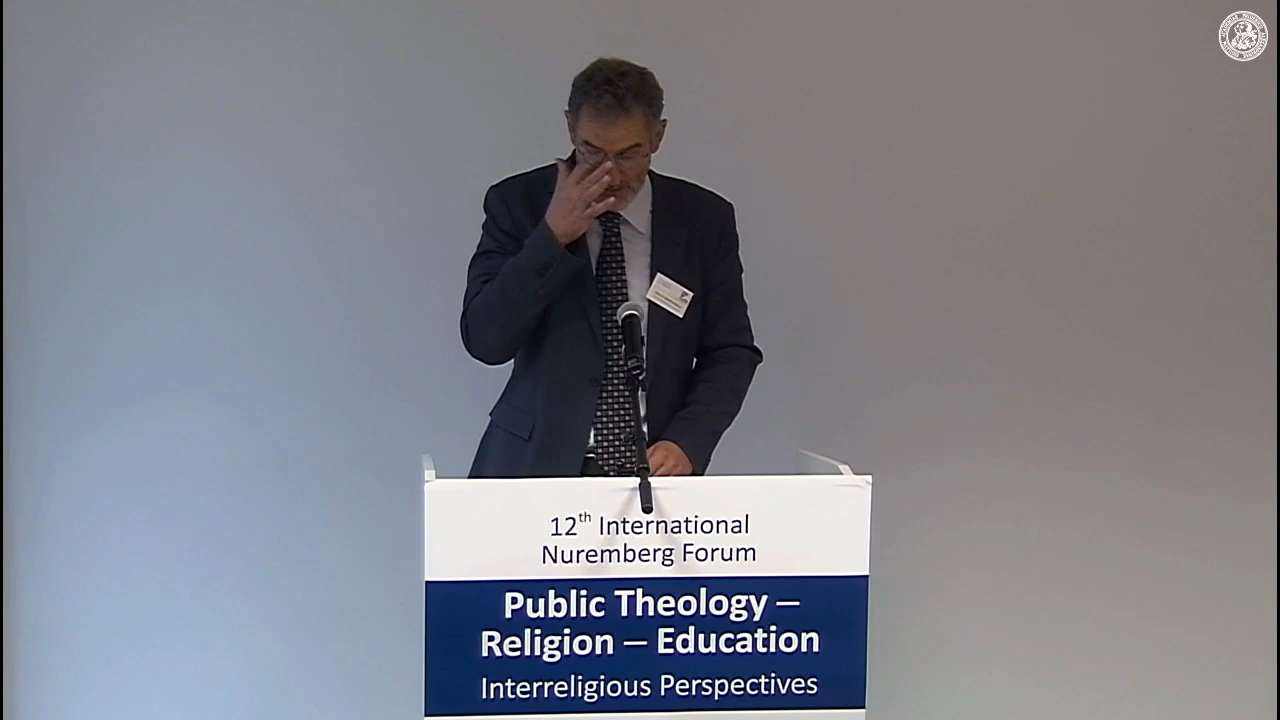 12th International
Nuremberg Forum
Public Theology –
Religion – Education
Interreligious Perspectives